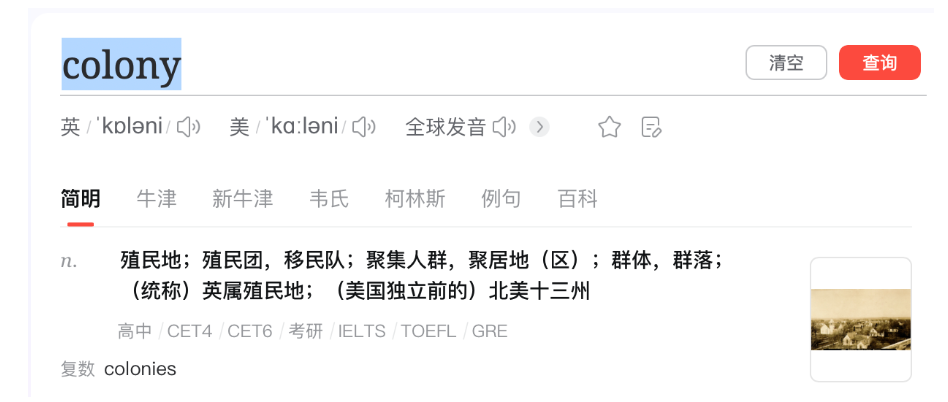 colony
清空
查询
英 /ˈkɒləni/ 美 /ˈkɑːləni/ 全球发音
简明 牛津 新牛津 韦氏 柯林斯 例句 百科
n. 殖民地；殖民团，移民队；聚集人群，聚居地（区）；群体，群落；
（统称）英属殖民地；（美国独立前的）北美十三州
高中 / CET4 / CET6 / 考研 / IELTS / TOEFL / GRE
复数 colonies